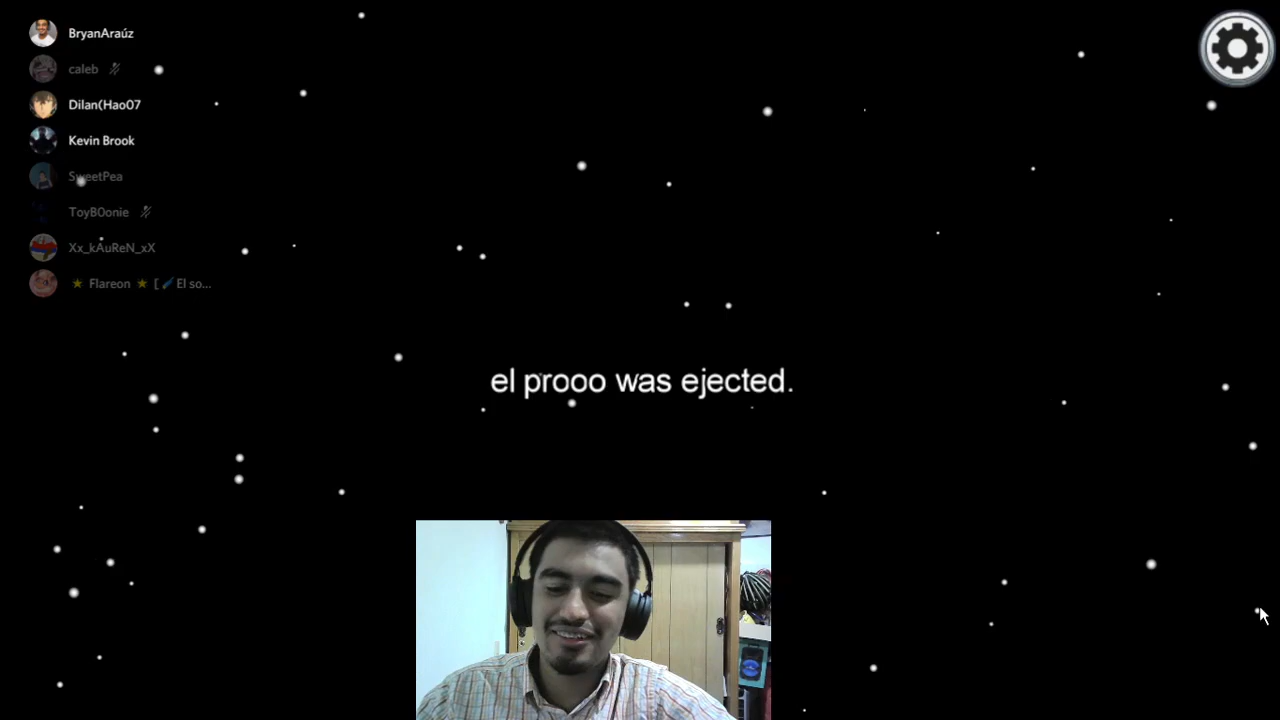 BryanAraúz
caleb
Dilan(Hao07
Kevin Brook
SweetPea
ToyB0onie
Xx_kAuReN_xX
★ Flareon ★ [ El so...
el prooo was ejected.